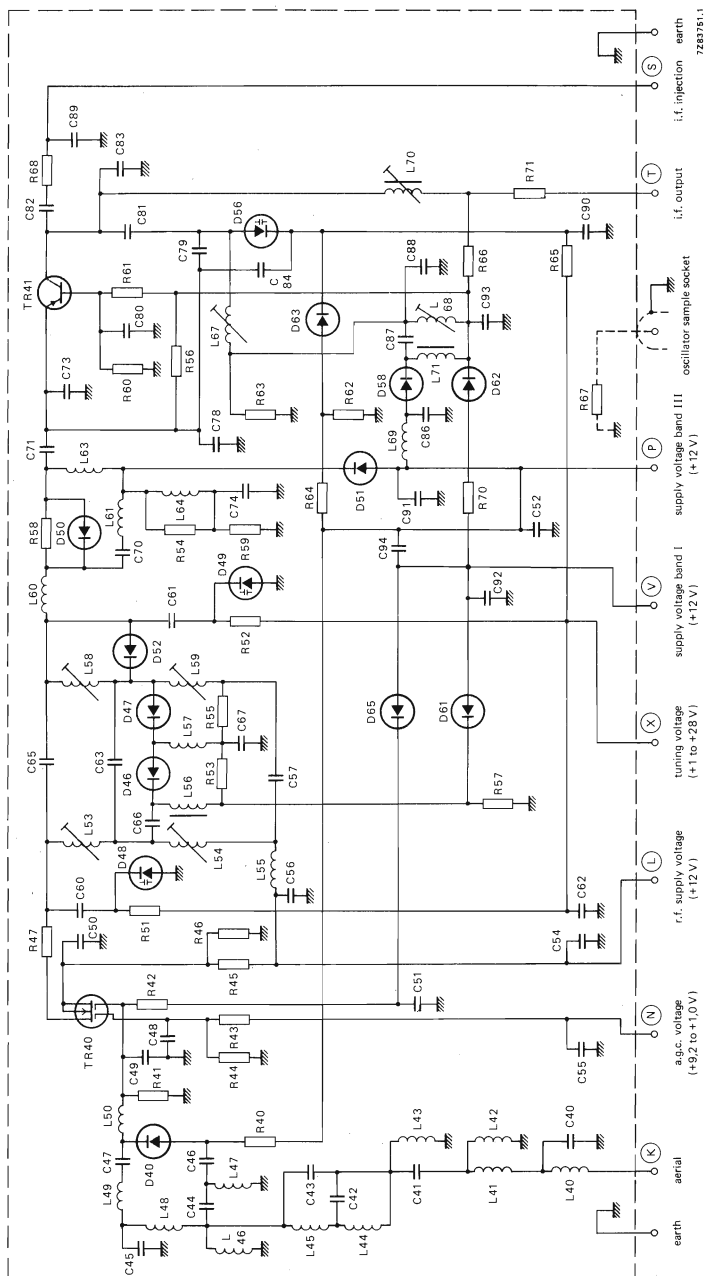 7Z83751.1
earth
S
i.f. injection
T
i.f. output
oscillator sample socket
P
supply voltage band III
(+12 V)
V
supply voltage band I
(+12 V)
X
tuning voltage
(+1 to +28 V)
L
r.f. supply voltage
(+12 V)
N
a.g.c. voltage
(+9,2 to +1,0 V)
K
aerial
earth
C89
R68
C83
C82
L70
R71
C81
D56
C79
C
84
C88
R66
C90
R65
TR41
R61
C80
R60
R56
L67
D63
L
68
C93
C87
L71
D58
D62
R67
C73
C71
L63
R63
C78
R62
L69
C86
R58
D50
L61
C70
L64
R54
C74
R59
D51
R64
C91
R70
C52
L60
D49
C61
R52
C94
C92
D52
L58
L59
D47
L57
R55
C67
C65
C63
D46
L56
R53
C57
D65
D61
R57
L53
C66
L54
D48
L55
C56
C60
C50
R51
R46
R45
C62
C54
R47
TR40
R42
C51
C48
R43
C49
R44
R41
C55
L50
C47
D40
C46
R40
L49
L47
L48
C44
C43
L43
L42
C40
C45
L
46
C42
L45
L44
C41
L41
L40